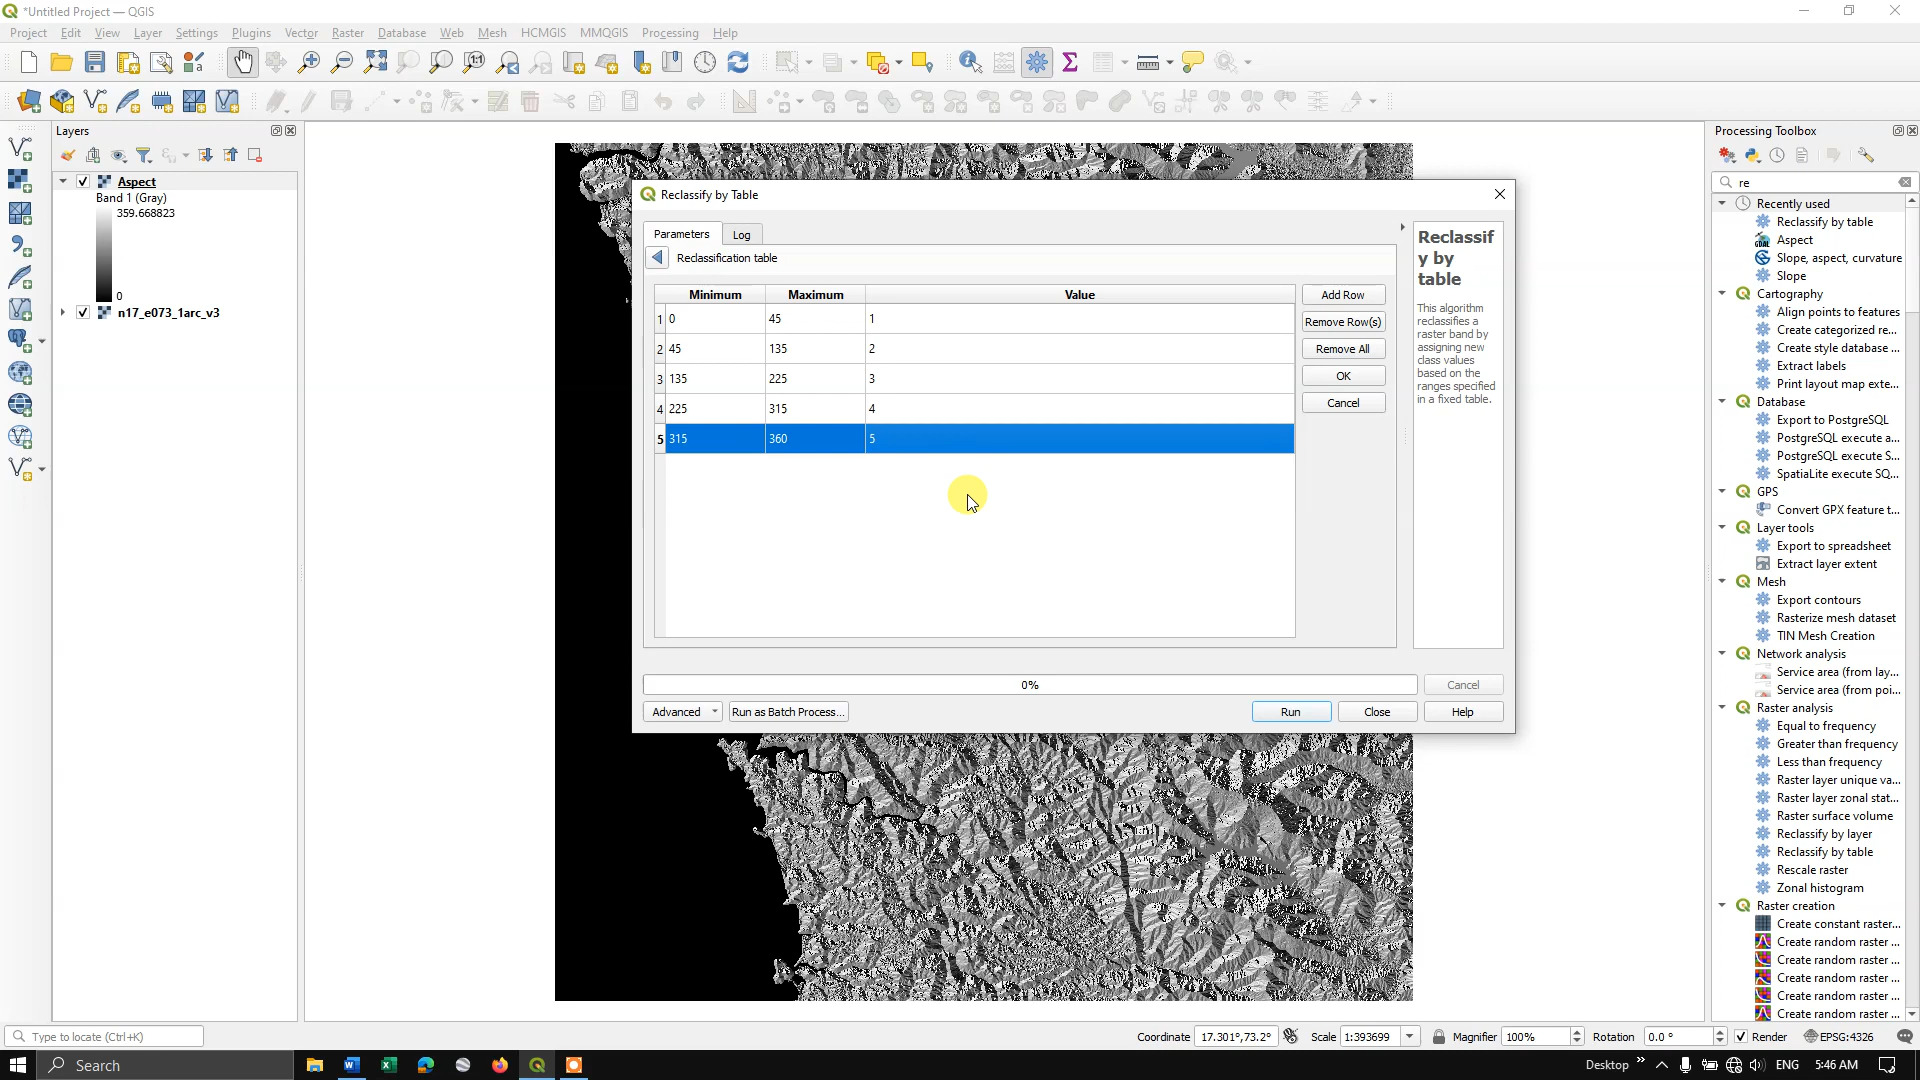 *Untitled Project — QGIS
Project Edit View Layer Settings Plugins Vector Raster Database Web Mesh HCMGIS MMQGIS Processing Help
Layers
Aspect
Band 1 (Gray)
359.668823
0
n17_e073_1arc_v3
Reclassify by Table
Parameters Log
Reclassification table
Minimum Maximum Value
1 0 45 1
2 45 135 2
3 135 225 3
4 225 315 4
5 315 360 5
Add Row
Remove Row(s)
Remove All
OK
Cancel
Reclassif
y by
table
This algorithm
reclassifies a
raster band by
assigning new
class values
based on the
ranges specified
in a fixed table.
0%
Cancel
Advanced Run as Batch Process... Run Close Help
Processing Toolbox
re
Recently used
Reclassify by table
Aspect
Slope, aspect, curvature
Slope
Cartography
Align points to features
Create categorized re...
Create style database ...
Extract labels
Print layout map exte...
Database
Export to PostgreSQL
PostgreSQL execute a...
PostgreSQL execute S...
SpatiaLite execute SQ...
GPS
Convert GPX feature t...
Layer tools
Export to spreadsheet
Extract layer extent
Mesh
Export contours
Rasterize mesh dataset
TIN Mesh Creation
Network analysis
Service area (from lay...
Service area (from poi...
Raster analysis
Equal to frequency
Greater than frequency
Less than frequency
Raster layer unique va...
Raster layer zonal stat...
Raster surface volume
Reclassify by layer
Reclassify by table
Rescale raster
Zonal histogram
Raster creation
Create constant raster...
Create random raster ...
Create random raster ...
Create random raster ...
Create random raster ...
Create random raster ...
Type to locate (Ctrl+K)
Coordinate 17.301°,73.2° Scale 1:393699 Magnifier 100% Rotation 0.0 ° Render EPSG:4326
Search
Desktop » ENG 5:46 AM